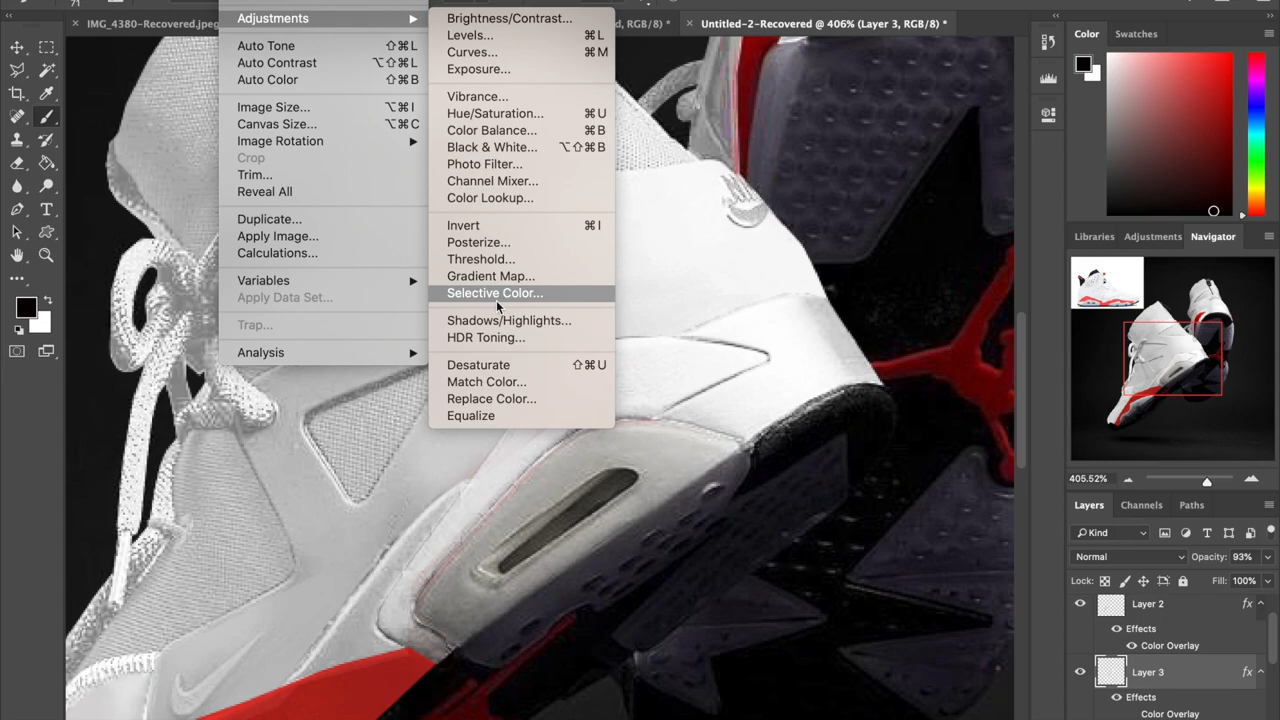 IMG_4380-Recovered.jpeg
ed, RGB/8) *
Untitled-2-Recovered @ 406% (Layer 3, RGB/8) *
Adjustments
Auto Tone ⇧⌘L
Auto Contrast ⌥⇧⌘L
Auto Color ⇧⌘B
Image Size... ⌥⌘I
Canvas Size... ⌥⌘C
Image Rotation
Crop
Trim...
Reveal All
Duplicate...
Apply Image...
Calculations...
Variables
Apply Data Set...
Trap...
Analysis
Brightness/Contrast...
Levels... ⌘L
Curves... ⌘M
Exposure...
Vibrance...
Hue/Saturation... ⌘U
Color Balance... ⌘B
Black & White... ⌥⇧⌘B
Photo Filter...
Channel Mixer...
Color Lookup...
Invert ⌘I
Posterize...
Threshold...
Gradient Map...
Selective Color...
Shadows/Highlights...
HDR Toning...
Desaturate ⇧⌘U
Match Color...
Replace Color...
Equalize
Color Swatches
Libraries Adjustments Navigator
405.52%
Layers Channels Paths
Kind
Normal Opacity: 93%
Lock: Fill: 100%
Layer 2 fx
Effects
Color Overlay
Layer 3 fx
Effects
Color Overlay